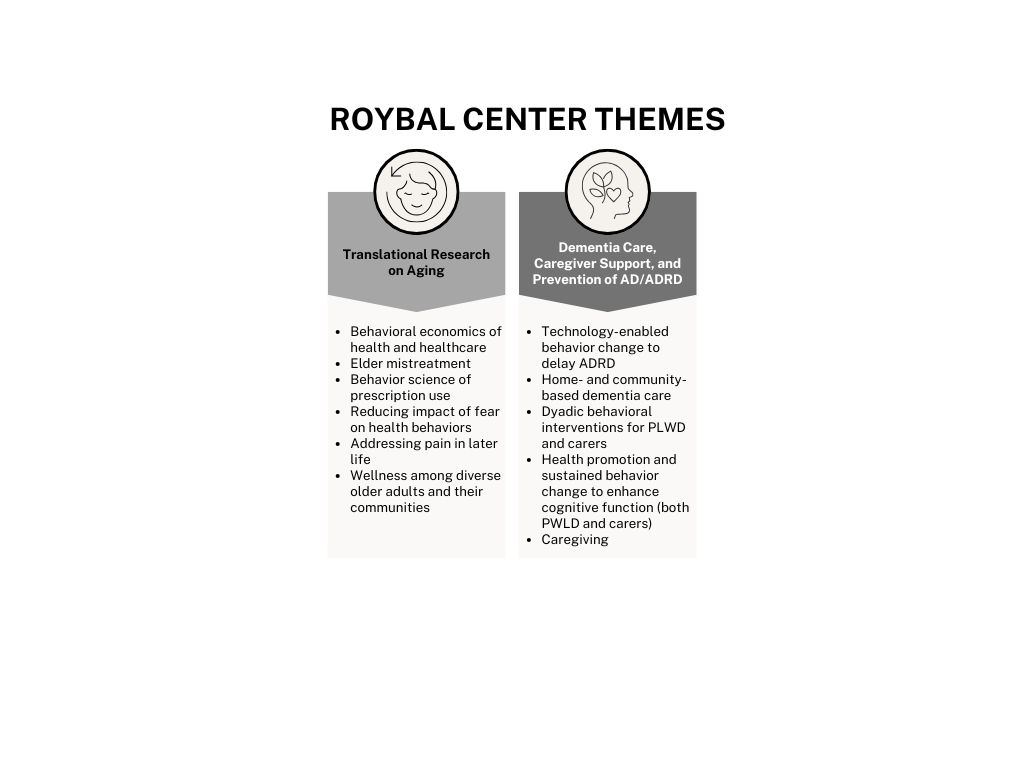 ROYBAL CENTER THEMES
Translational Research
on Aging
• Behavioral economics of
health and healthcare
• Elder mistreatment
• Behavior science of
prescription use
• Reducing impact of fear
on health behaviors
• Addressing pain in later
life
• Wellness among diverse
older adults and their
communities
Dementia Care,
Caregiver Support, and
Prevention of AD/ADRD
• Technology-enabled
behavior change to
delay ADRD
• Home- and community-
based dementia care
• Dyadic behavioral
interventions for PLWD
and carers
• Health promotion and
sustained behavior
change to enhance
cognitive function (both
PWLD and carers)
• Caregiving